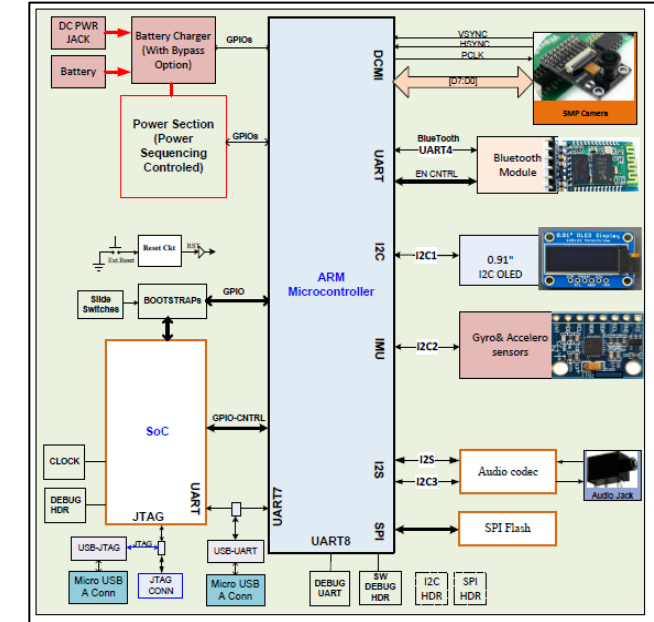 DC PWR
JACK
Battery
Battery Charger
(With Bypass
Option)
GPIOs
Power Section
(Power
Sequencing
Controled)
GPIOs
Ext.Reset
Reset Ckt
RST
Slide
Switches
BOOTSTRAPs
GPIO
SoC
GPIO-CNTRL
CLOCK
DEBUG
HDR
UART
JTAG
USB-JTAG
JTAG
Micro USB
A Conn
JTAG
CONN
USB-UART
Micro USB
A Conn
ARM
Microcontroller
DCMI
UART
I2C
IMU
I2S
SPI
UART7
UART8
VSYNC
HSYNC
PCLK
[D7:D0]
5MP Camera
BlueTooth
UART4
EN CNTRL
Bluetooth
Module
I2C1
0.91"
I2C OLED
0.91" OLED Display
I2C2
Gyro& Accelero
sensors
I2S
I2C3
Audio codec
Audio Jack
SPI Flash
DEBUG
UART
SW
DEBUG
HDR
I2C
HDR
SPI
HDR